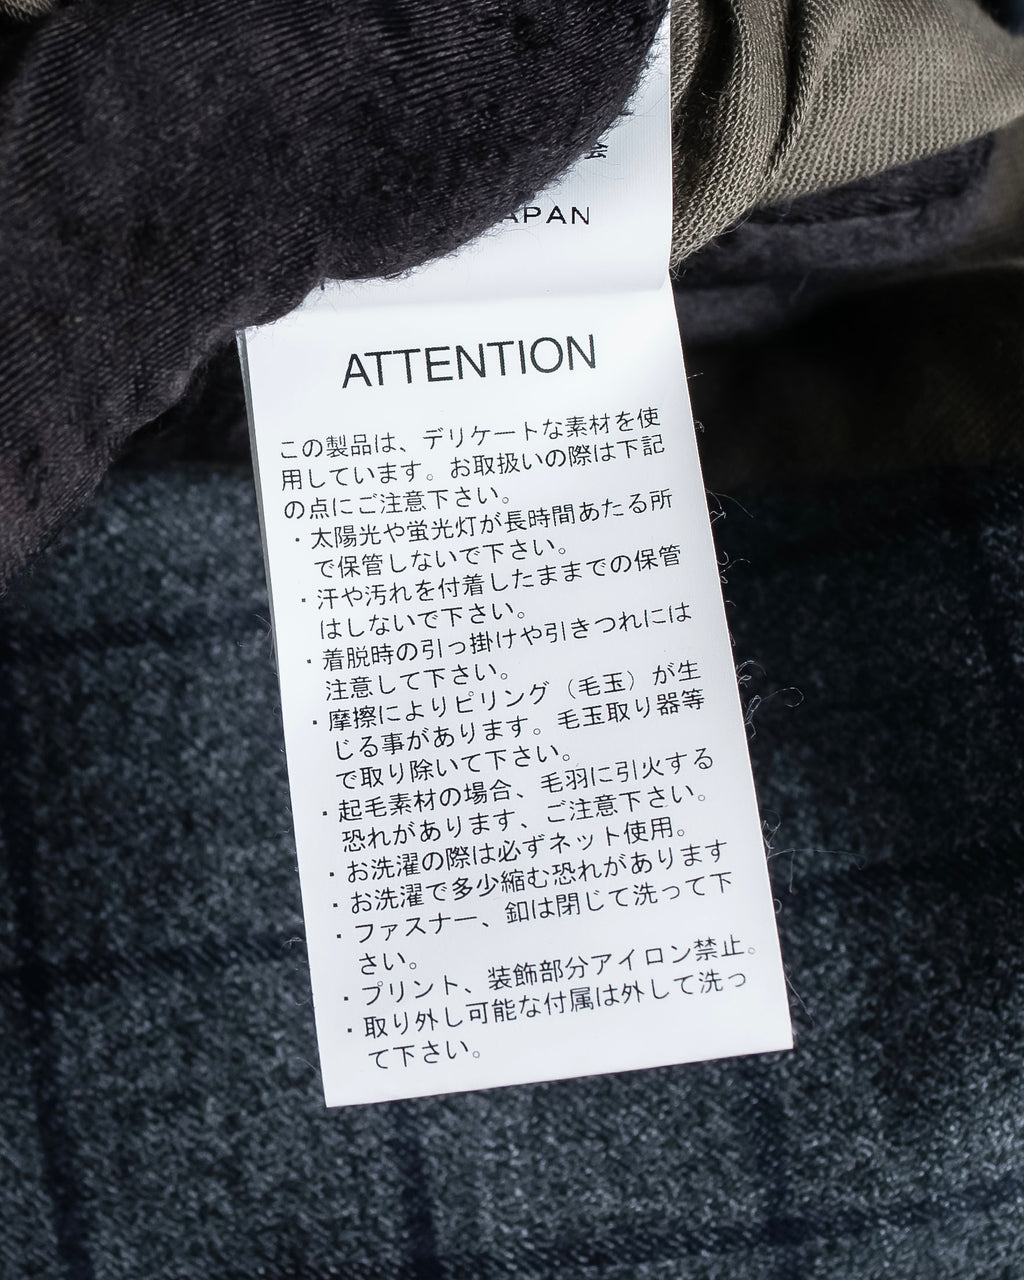 会
APAN
ATTENTION
この製品は、デリケートな素材を使
用しています。お取扱いの際は下記
の点にご注意下さい。
・太陽光や蛍光灯が長時間あたる所
で保管しないで下さい。
・汗や汚れを付着したままでの保管
はしないで下さい。
・着脱時の引っ掛けや引きつれには
注意して下さい。
・摩擦によりピリング（毛玉）が生
じる事があります。毛玉取り器等
で取り除いて下さい。
・起毛素材の場合、毛羽に引火する
恐れがあります、ご注意下さい。
・お洗濯の際は必ずネット使用。
・お洗濯で多少縮む恐れがあります
・ファスナー、釦は閉じて洗って下
さい。
・プリント、装飾部分アイロン禁止。
・取り外し可能な付属は外して洗っ
て下さい。